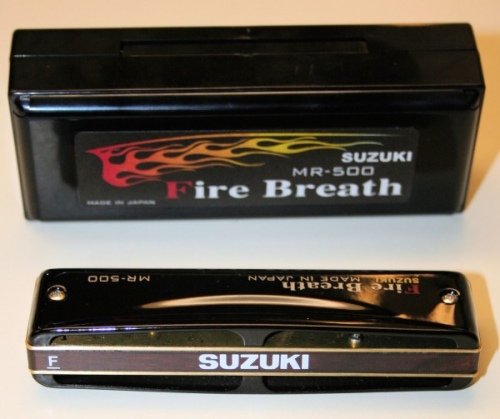 SUZUKI
MR-500
Fire Breath
MADE IN JAPAN
Fire Breath
MADE IN JAPAN
SUZUKI
MR-500
F
SUZUKI